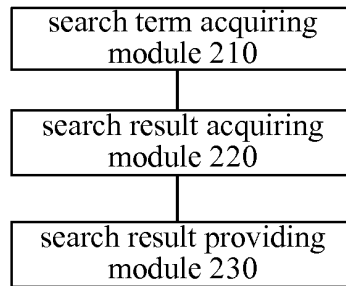 search term acquiring
module 210
search result acquiring
module 220
search result providing
module 230